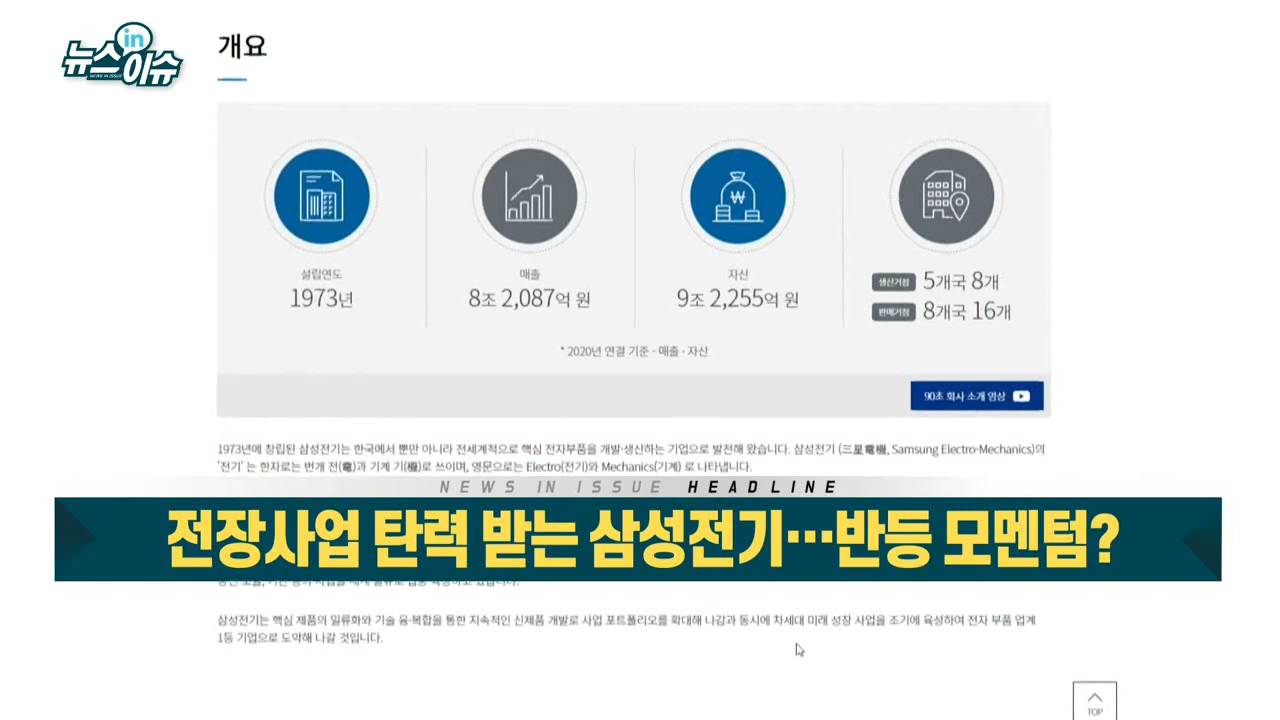 뉴스in이슈
NEWS IN ISSUE
개요
설립연도
1973년
매출
8조 2,087억 원
자산
9조 2,255억 원
생산거점 5개국 8개
판매거점 8개국 16개
* 2020년 연결 기준 - 매출 · 자산
90초 회사 소개 영상
1973년에 창립된 삼성전기는 한국에서 뿐만 아니라 전세계적으로 핵심 전자부품을 개발·생산하는 기업으로 발전해 왔습니다. 삼성전기 (三星電機, Samsung Electro-Mechanics)의
'전기' 는 한자로는 번개 전(電)과 기계 기(機)로 쓰이며, 영문으로는 Electro(전기)와 Mechanics(기계) 로 나타냅니다.
NEWS IN ISSUE HEADLINE
전장사업 탄력 받는 삼성전기…반등 모멘텀?
삼성전기는 핵심 제품의 일류화와 기술 융·복합을 통한 지속적인 신제품 개발로 사업 포트폴리오를 확대해 나감과 동시에 차세대 미래 성장 사업을 조기에 육성하여 전자 부품 업계
1등 기업으로 도약해 나갈 것입니다.
TOP